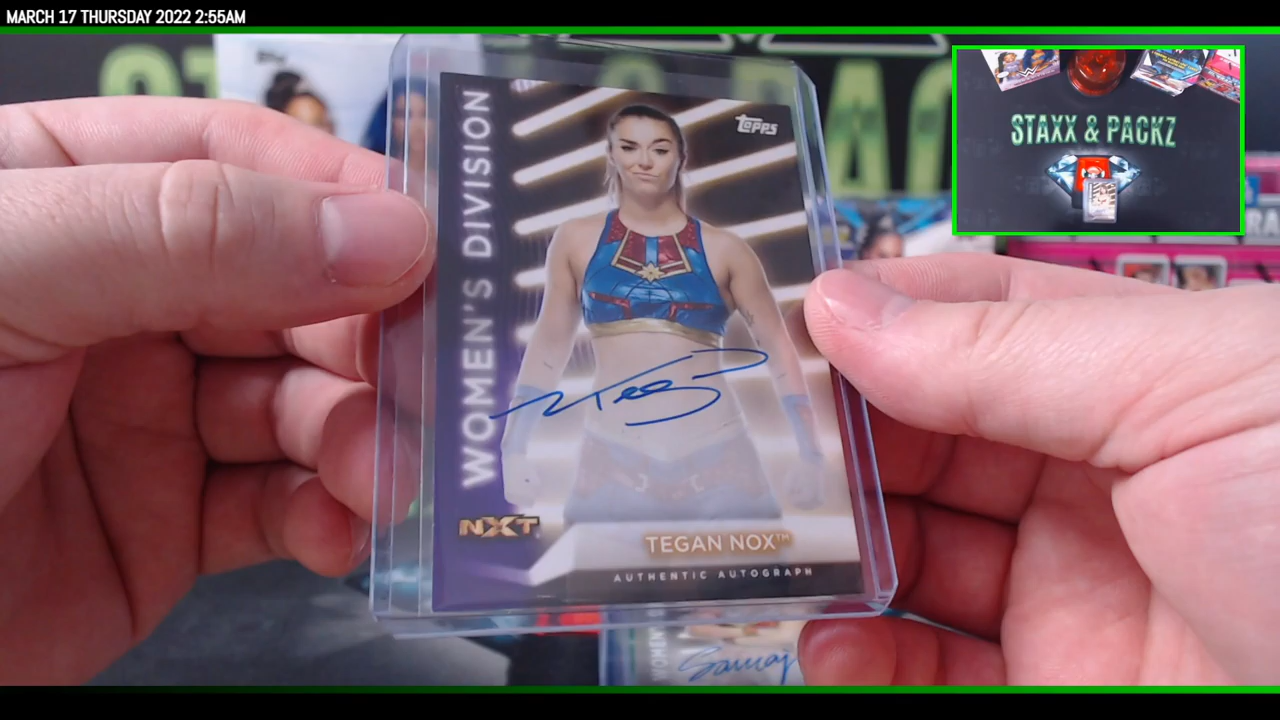 MARCH 17 THURSDAY 2022 2:55AM
STAXX & PACKZ
topps
WOMEN'S DIVISION
NXT
TEGAN NOX™
AUTHENTIC AUTOGRAPH